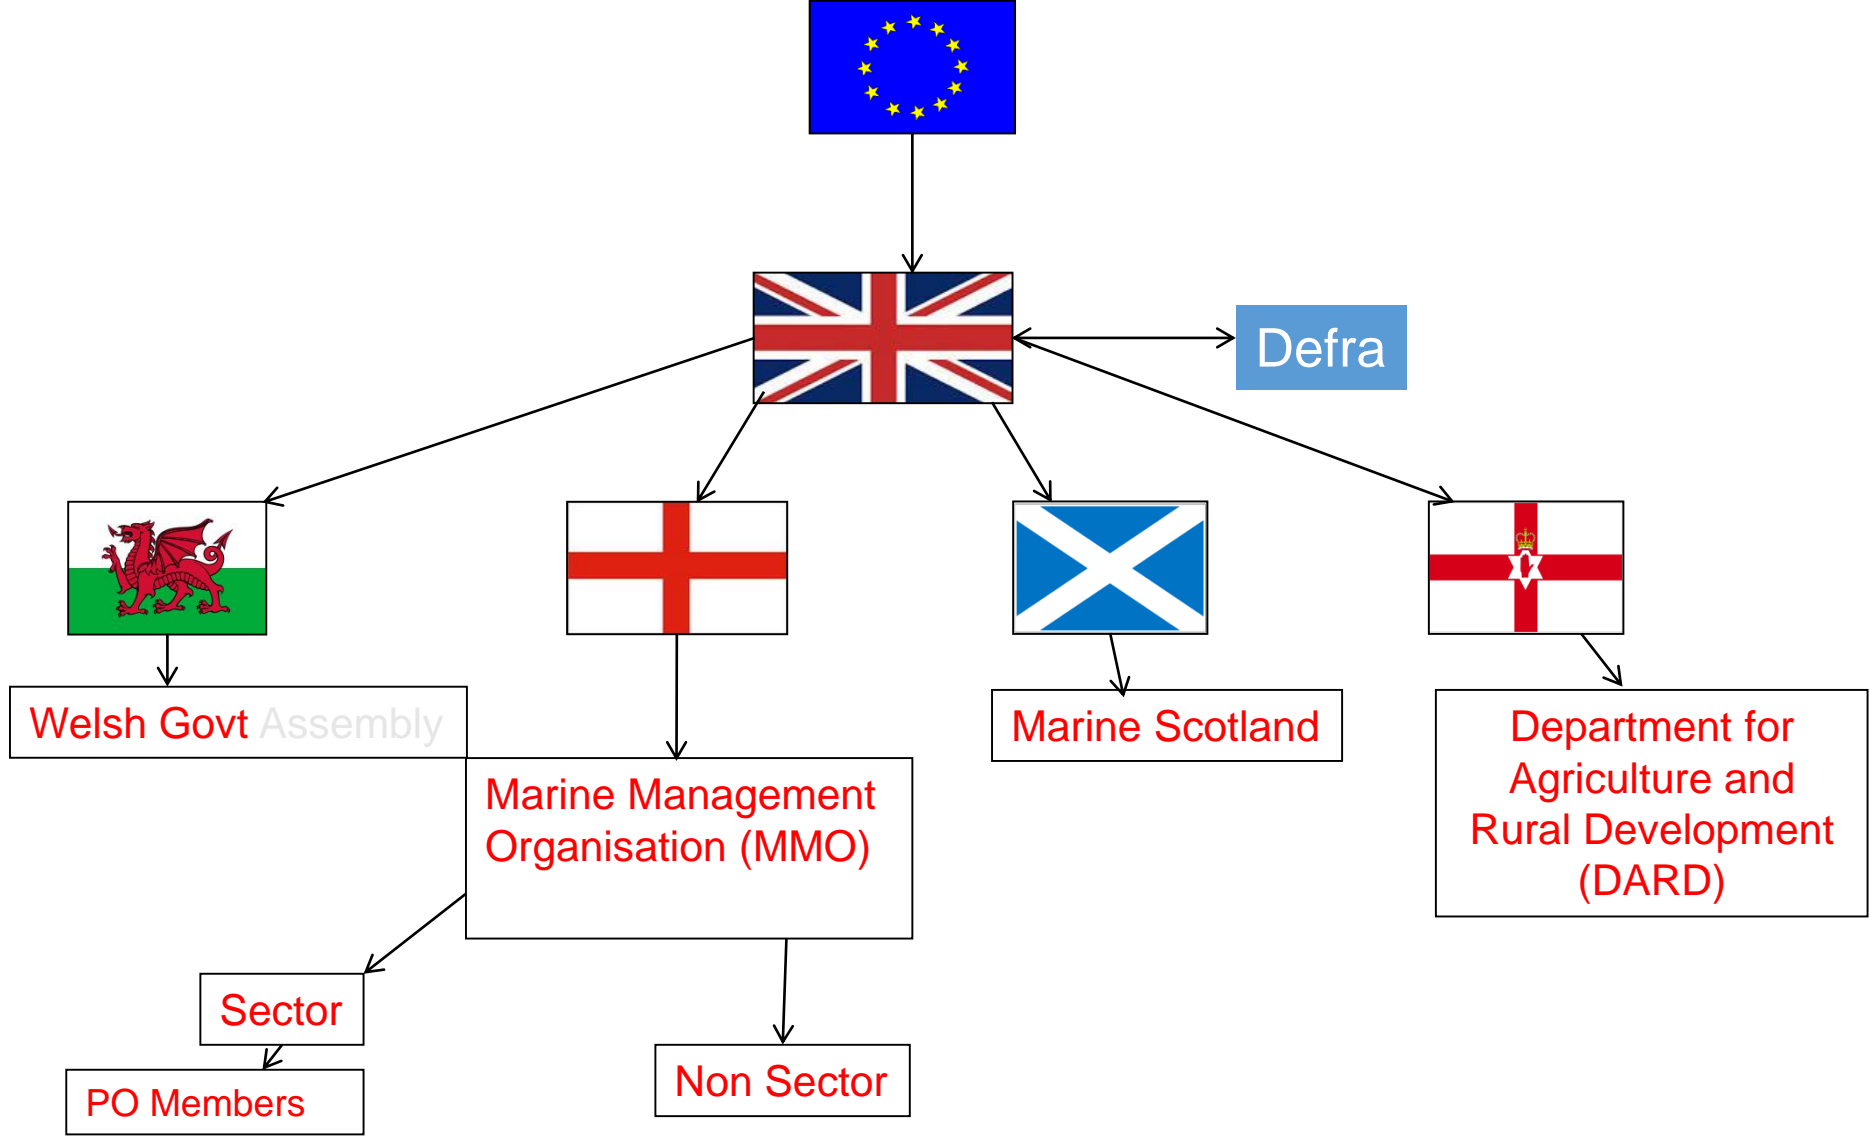 Defra
Welsh Govt Assembly
Marine Management
Organisation (MMO)
Marine Scotland
Department for
Agriculture and
Rural Development
(DARD)
Sector
PO Members
Non Sector